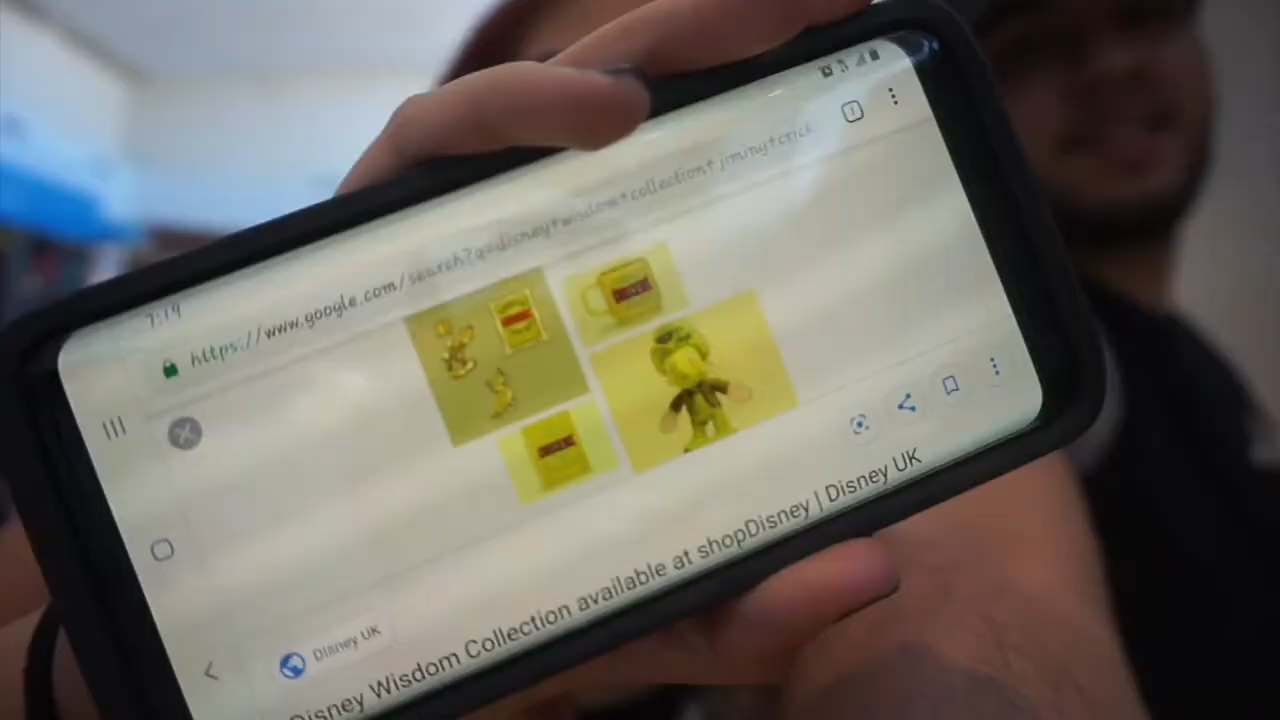 7:14
https://www.google.com/search?q=disney+wisdom+collection+jiminy+crick
Disney UK
Disney Wisdom Collection available at shopDisney | Disney UK